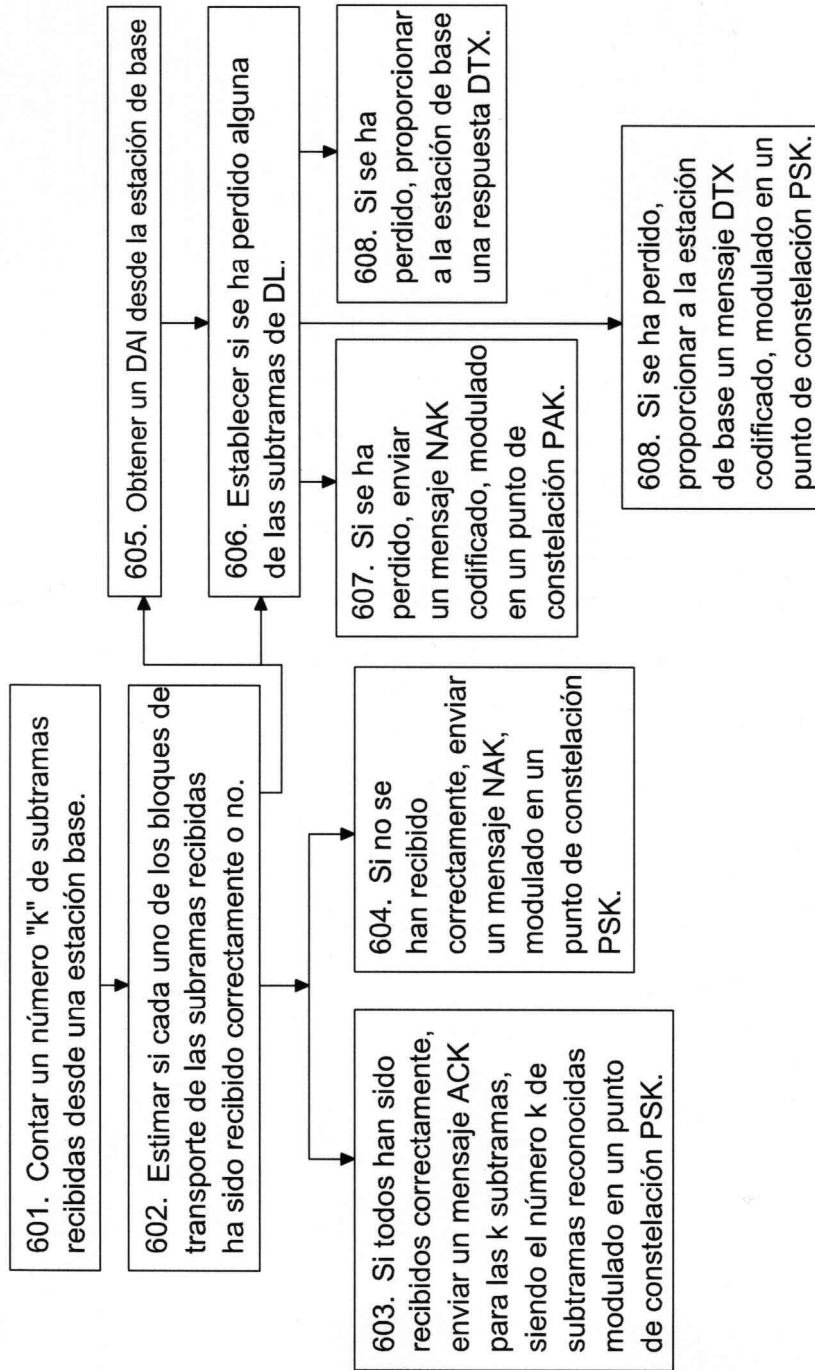 601. Contar un número "k" de subtramas
recibidas desde una estación base.
602. Estimar si cada uno de los bloques de
transporte de las subramas recibidas
ha sido recibido correctamente o no.
603. Si todos han sido
recibidos correctamente,
enviar un mensaje ACK
para las k subtramas,
siendo el número k de
subtramas reconocidas
modulado en un punto
de constelación PSK.
604. Si no se
han recibido
correctamente, enviar
un mensaje NAK,
modulado en un
punto de constelación
PSK.
605. Obtener un DAI desde la estación de base
606. Establecer si se ha perdido alguna
de las subtramas de DL.
607. Si se ha
perdido, enviar
un mensaje NAK
codificado, modulado
en un punto de
constelación PAK.
608. Si se ha
perdido, proporcionar
a la estación de base
una respuesta DTX.
608. Si se ha perdido,
proporcionar a la estación
de base un mensaje DTX
codificado, modulado en un
punto de constelación PSK.